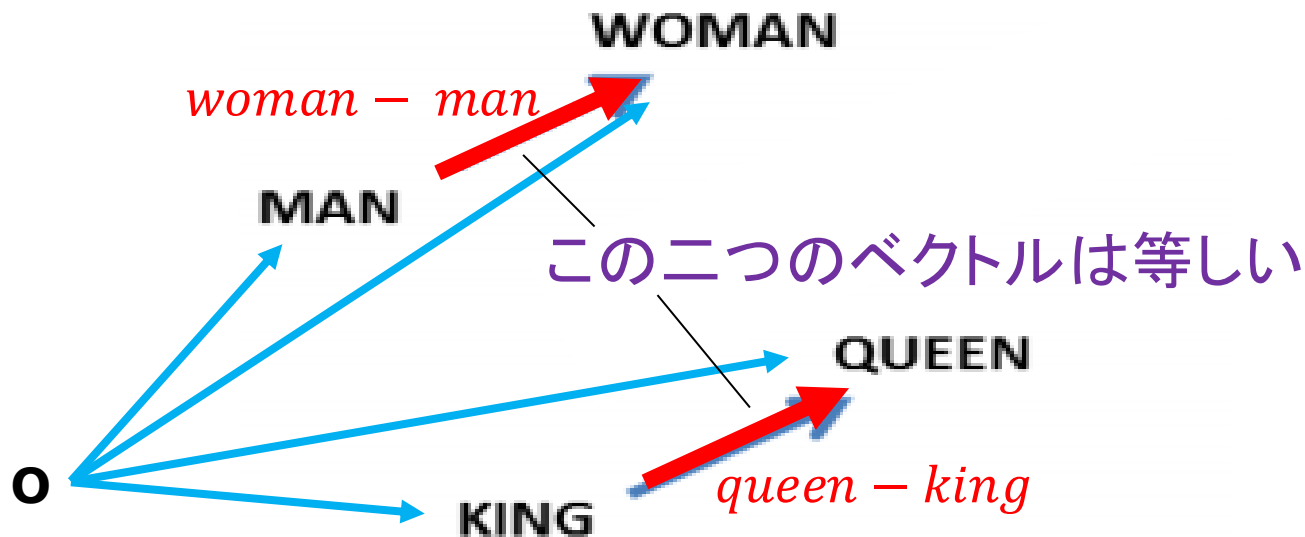 WOMAN
woman − man
MAN
この二つのベクトルは等しい
QUEEN
O
queen − king
KING